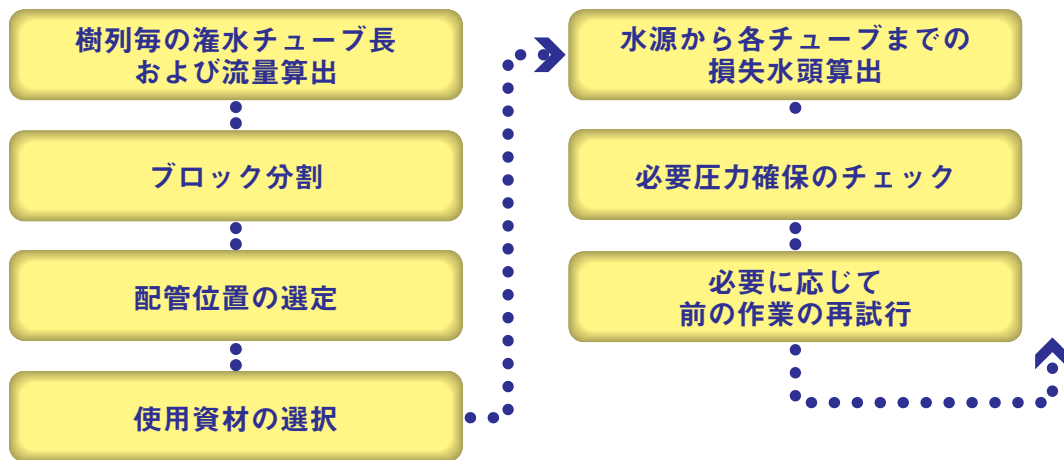 樹列毎の潅水チューブ長
および流量算出
ブロック分割
配管位置の選定
使用資材の選択
水源から各チューブまでの
損失水頭算出
必要圧力確保のチェック
必要に応じて
前の作業の再試行